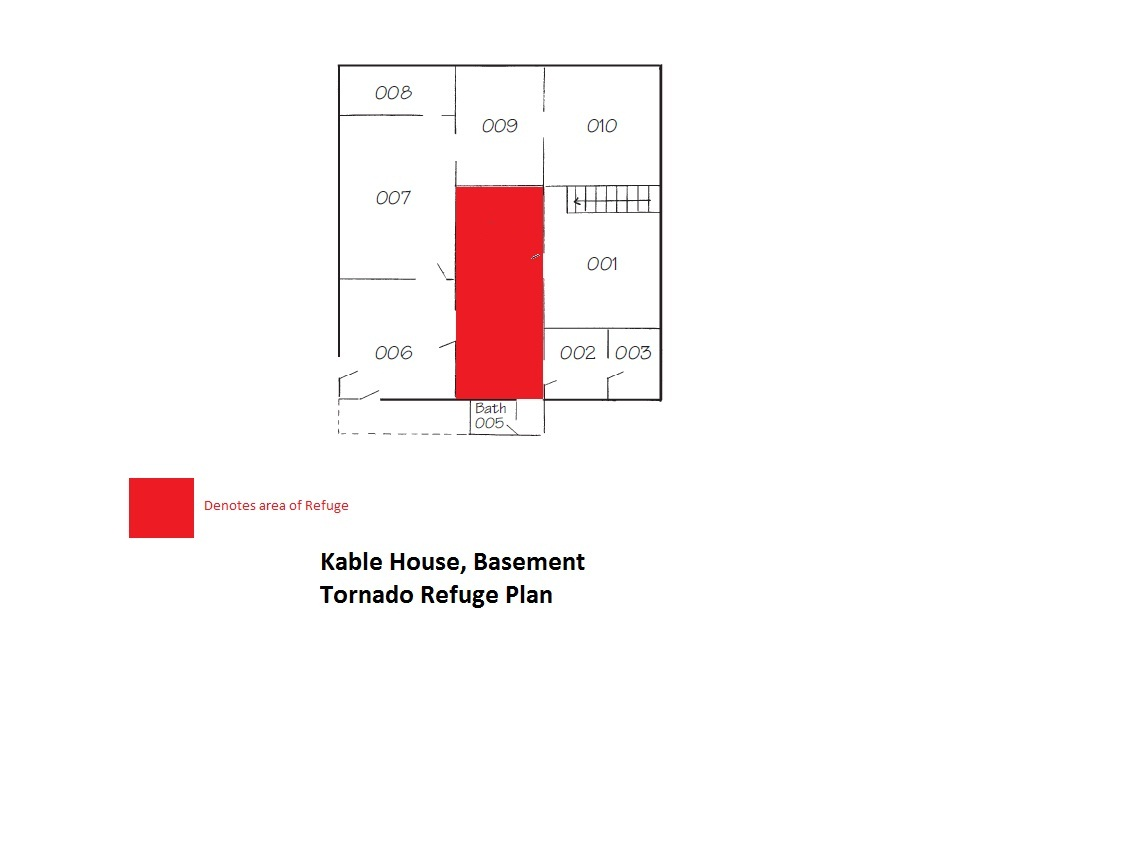 008
009
010
007
001
006
002
003
Bath
005
Denotes area of Refuge
Kable House, Basement
Tornado Refuge Plan